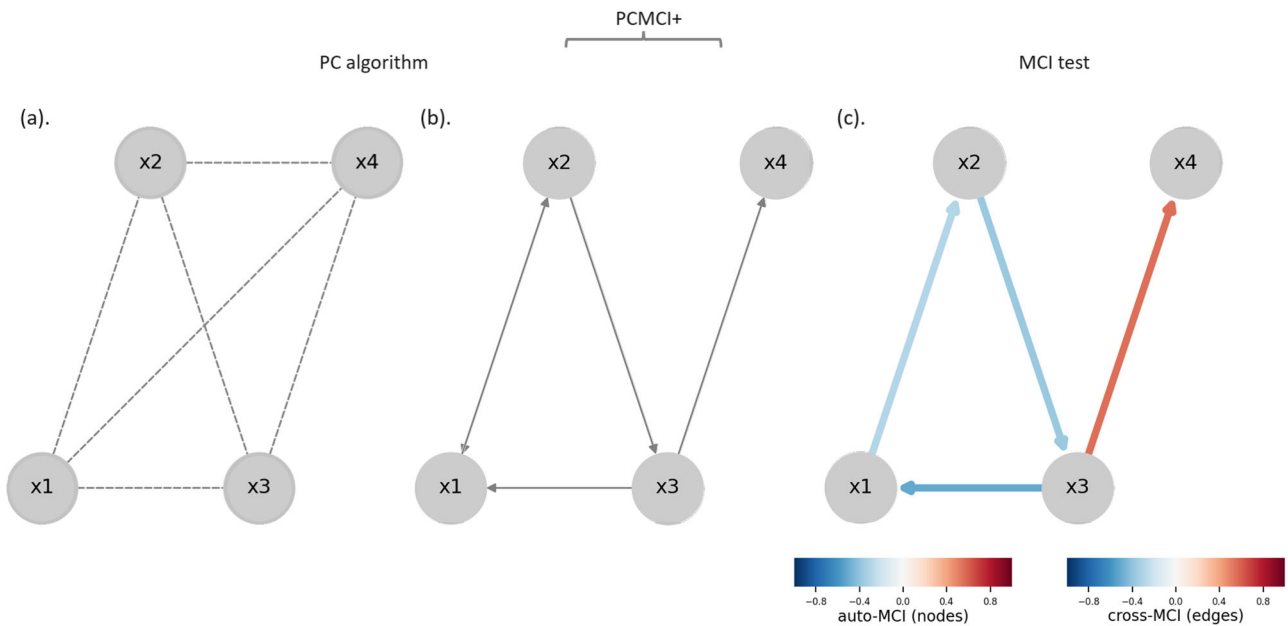 PCMCI+
PC algorithm
MCI test
(a).
(b).
(c).
x2
x4
x2
x4
x2
x4
x1
x3
x1
x3
x1
x3
−0.8 −0.4 0.0 0.4 0.8
auto-MCI (nodes)
−0.8 −0.4 0.0 0.4 0.8
cross-MCI (edges)